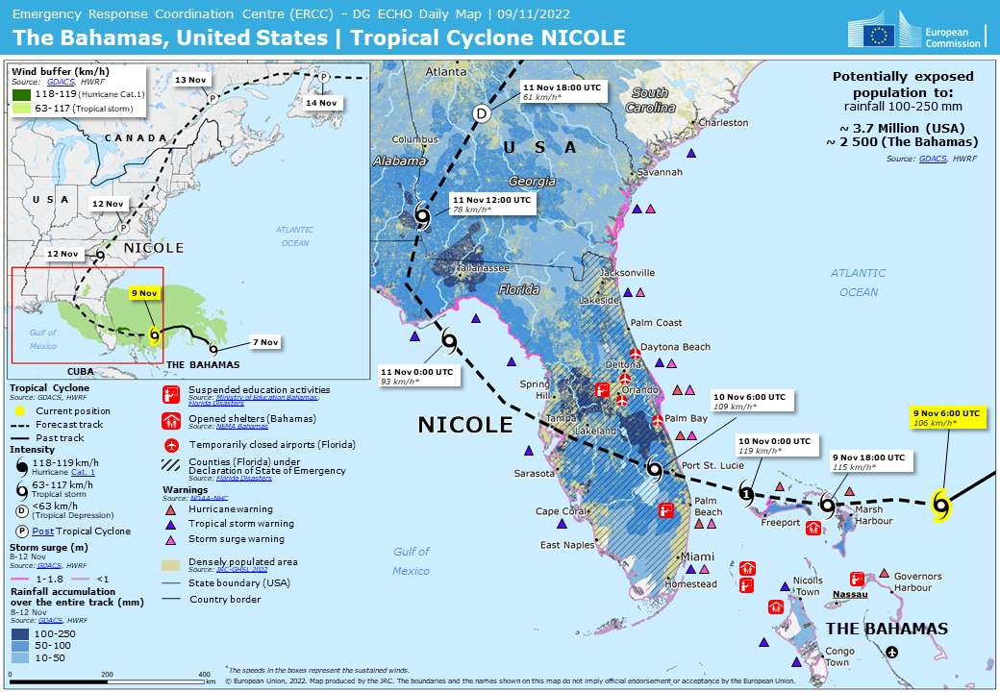 Emergency Response Coordination Centre (ERCC) – DG ECHO Daily Map | 09/11/2022
The Bahamas, United States | Tropical Cyclone NICOLE
European
Commission
Wind buffer (km/h)
Source: GDACS, HWRF
118-119 (Hurricane Cat.1)
63-117 (Tropical storm)
13 Nov
14 Nov
CANADA
USA
12 Nov
NICOLE
12 Nov
ATLANTIC
OCEAN
9 Nov
Gulf of
Mexico
7 Nov
THE BAHAMAS
CUBA
Tropical Cyclone
Source: GDACS, HWRF
Current position
Forecast track
Past track
Intensity
118-119 km/h
Hurricane Cat. 1
63-117 km/h
Tropical storm
D
<63 km/h
(Tropical Depression)
P
Post Tropical Cyclone
Storm surge (m)
8-12 Nov
Source: GDACS, HWRF
1-1.8
<1
Rainfall accumulation
over the entire track (mm)
8-12 Nov
Source: GDACS, HWRF
100-250
50-100
10-50
0
200
400
km
Suspended education activities
Source: Ministry of Education Bahamas,
Florida Disasters
Opened shelters (Bahamas)
Source: NEMA Bahamas
Temporarily closed airports (Florida)
Counties (Florida) under
Declaration of State of Emergency
Source: Florida Disasters
Warnings
Source: NOAA-NHC
Hurricane warning
Tropical storm warning
Storm surge warning
Densely populated area
Source: JRC-GHSL 2022
State boundary (USA)
Country border
Potentially exposed
population to:
rainfall 100-250 mm
~ 3.7 Million (USA)
~ 2 500 (The Bahamas)
Source: GDACS, HWRF
Atlanta
11 Nov 18:00 UTC
61 km/h*
D
South
Carolina
Charleston
Columbus
USA
Alabama
Georgia
Savannah
11 Nov 12:00 UTC
78 km/h*
Tallahassee
Jacksonville
Florida
Lakeside
ATLANTIC
OCEAN
Palm Coast
Daytona Beach
11 Nov 0:00 UTC
93 km/h*
Deltona
Spring
Hill
Orlando
10 Nov 6:00 UTC
109 km/h*
NICOLE
Tampa
Lakeland
Palm Bay
9 Nov 6:00 UTC
106 km/h*
10 Nov 0:00 UTC
119 km/h*
9 Nov 18:00 UTC
115 km/h*
Sarasota
Port St. Lucie
1
Cape Coral
Palm
Beach
Freeport
Marsh
Harbour
East Naples
Gulf of
Mexico
Miami
Homestead
Nicolls
Town
Governors
Harbour
Nassau
THE BAHAMAS
Congo
Town
*The speeds in the boxes represent the sustained winds.
© European Union, 2022. Map produced by the JRC. The boundaries and the names shown on this map do not imply official endorsement or acceptance by the European Union.